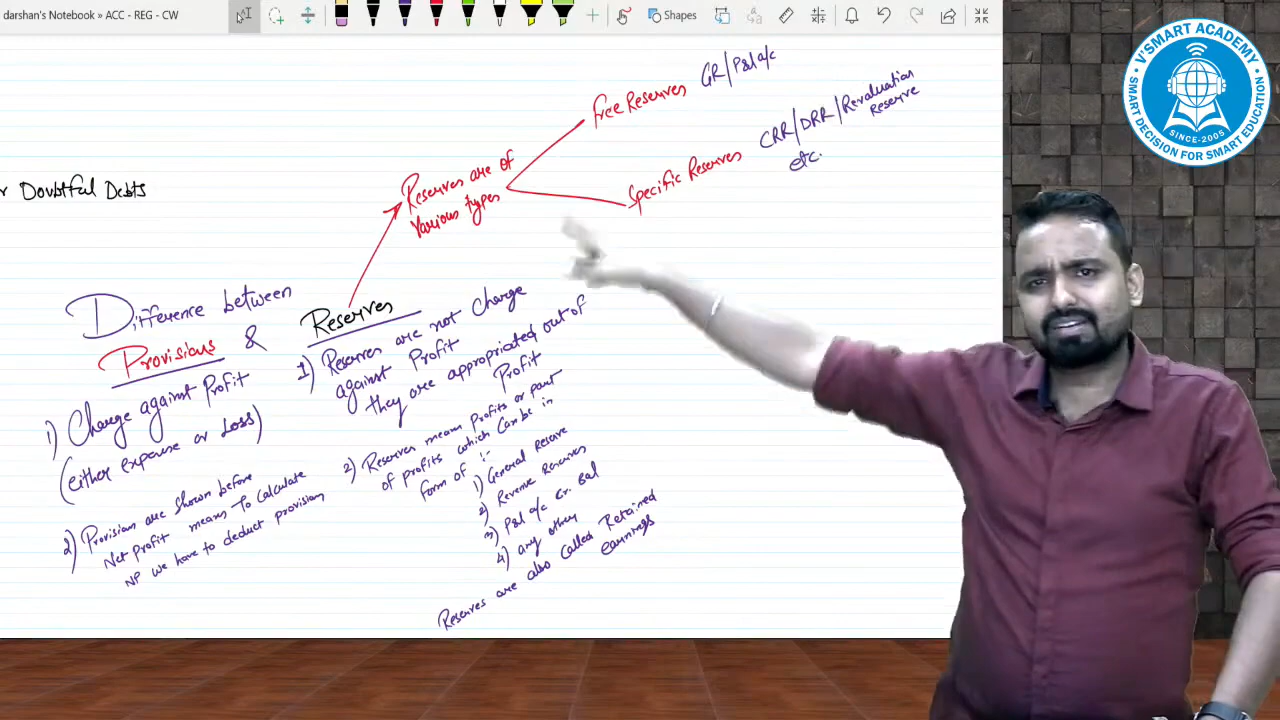 darshan's Notebook » ACC - REG - CW
Shapes
V'SMART ACADEMY
SINCE-2005
SMART DECISION FOR SMART EDUCATION
Free Reserves GR/P&L a/c
Reserves are of
Various types
Specific Reserves CRR/DRR/Revaluation
Reserve
etc.
r Doubtful Debts
Difference between
Provisions &
1) Charge against Profit
(either expense or Loss)
2) Provision are shown before
Net profit means To Calculate
NP we have to deduct provision
Reserves
1) Reserves are not charge
against Profit
they are appropriated out of
Profit
2) Reserves means Profits or part
of profits which Can be in
form of :-
1) General Reserve
2) Revenue Reserves
3) P&L a/c Cr. Bal
4) any other
Reserves are also called Retained
earnings